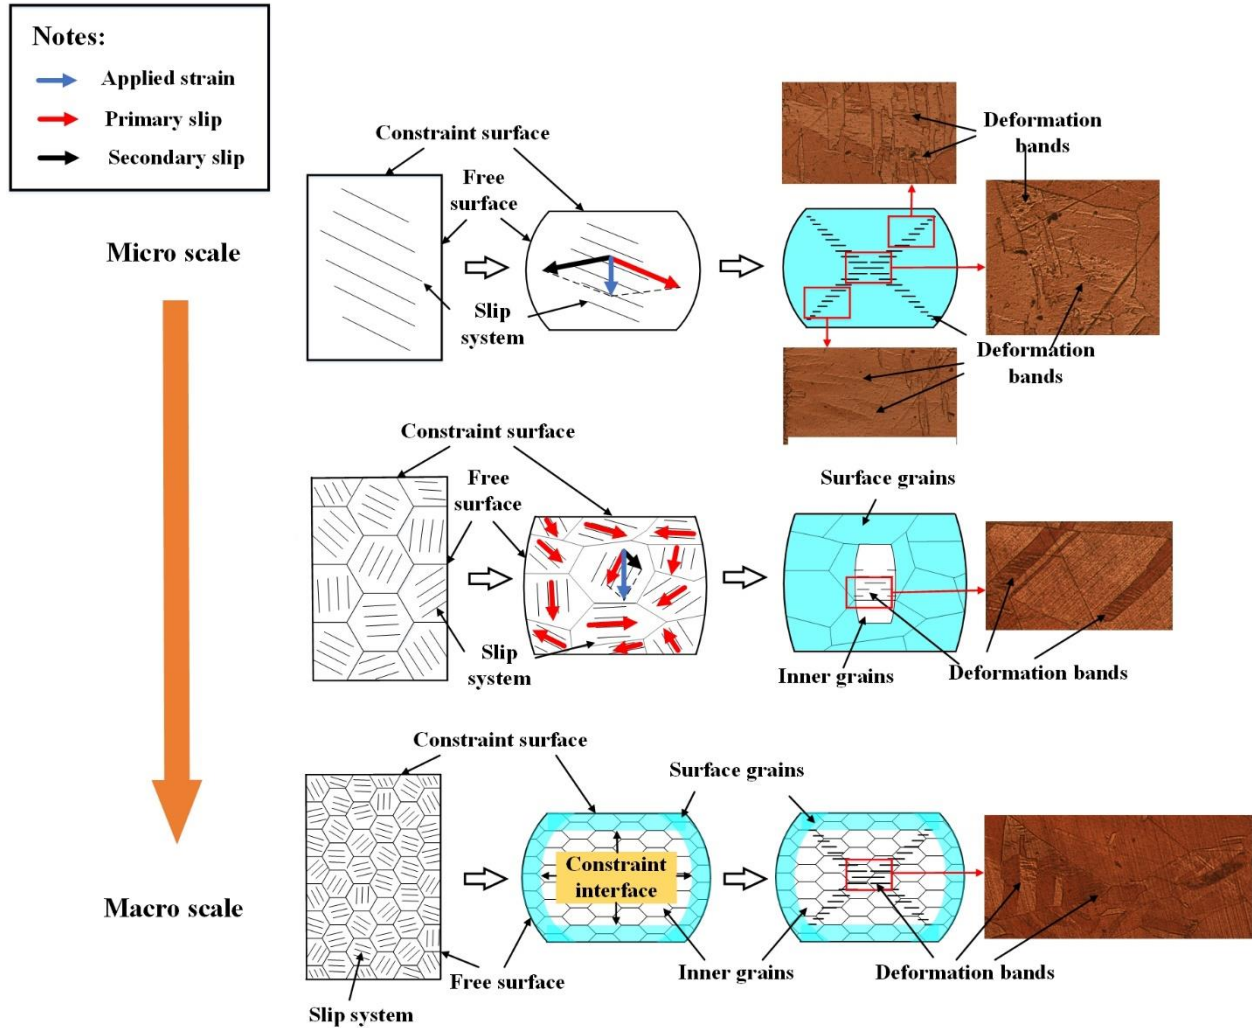 Notes:
Applied strain
Primary slip
Secondary slip
Micro scale
Macro scale
Constraint surface
Free
surface
Slip
system
Deformation
bands
Deformation
bands
Constraint surface
Free
surface
Slip
system
Surface grains
Inner grains
Deformation bands
Constraint surface
Surface grains
Constraint
interface
Free surface
Slip system
Inner grains
Deformation bands